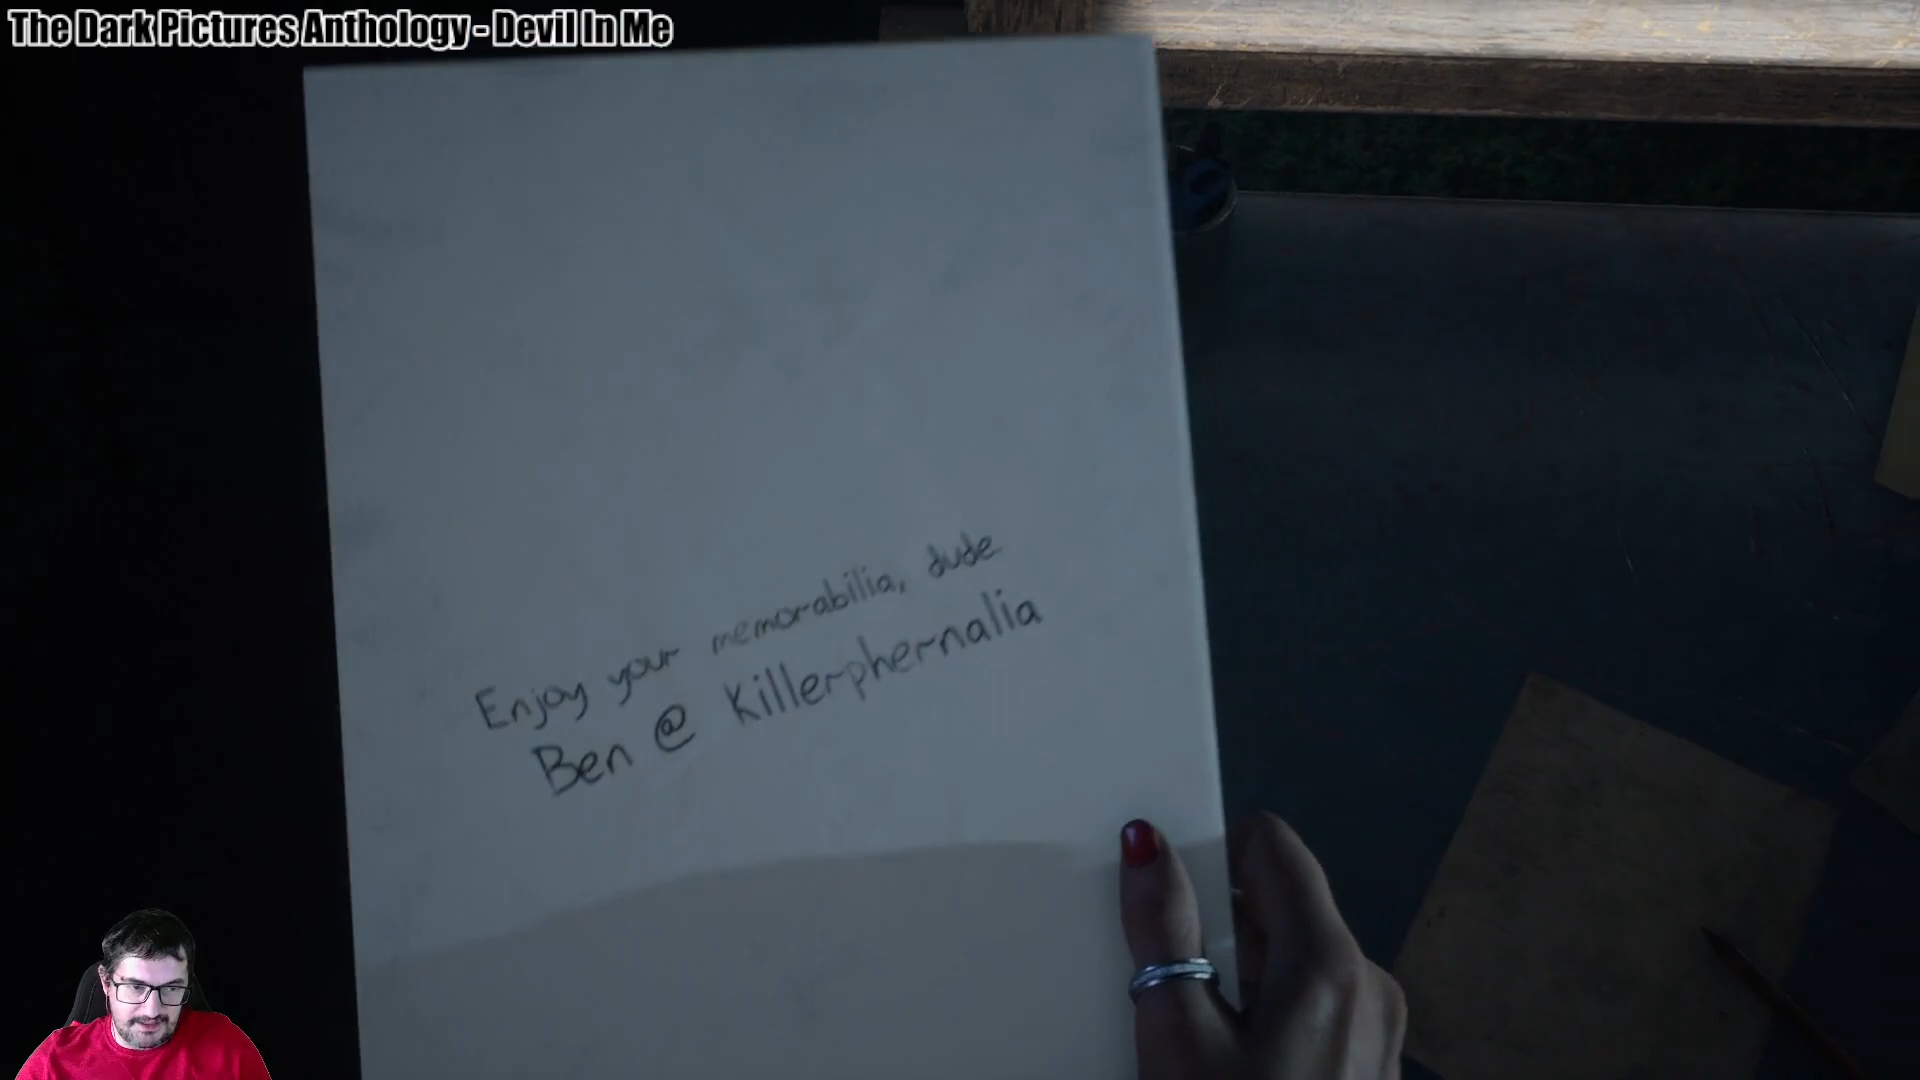 The Dark Pictures Anthology - Devil In Me
Enjoy your memorabilia, dude
Ben @ Killerphernalia